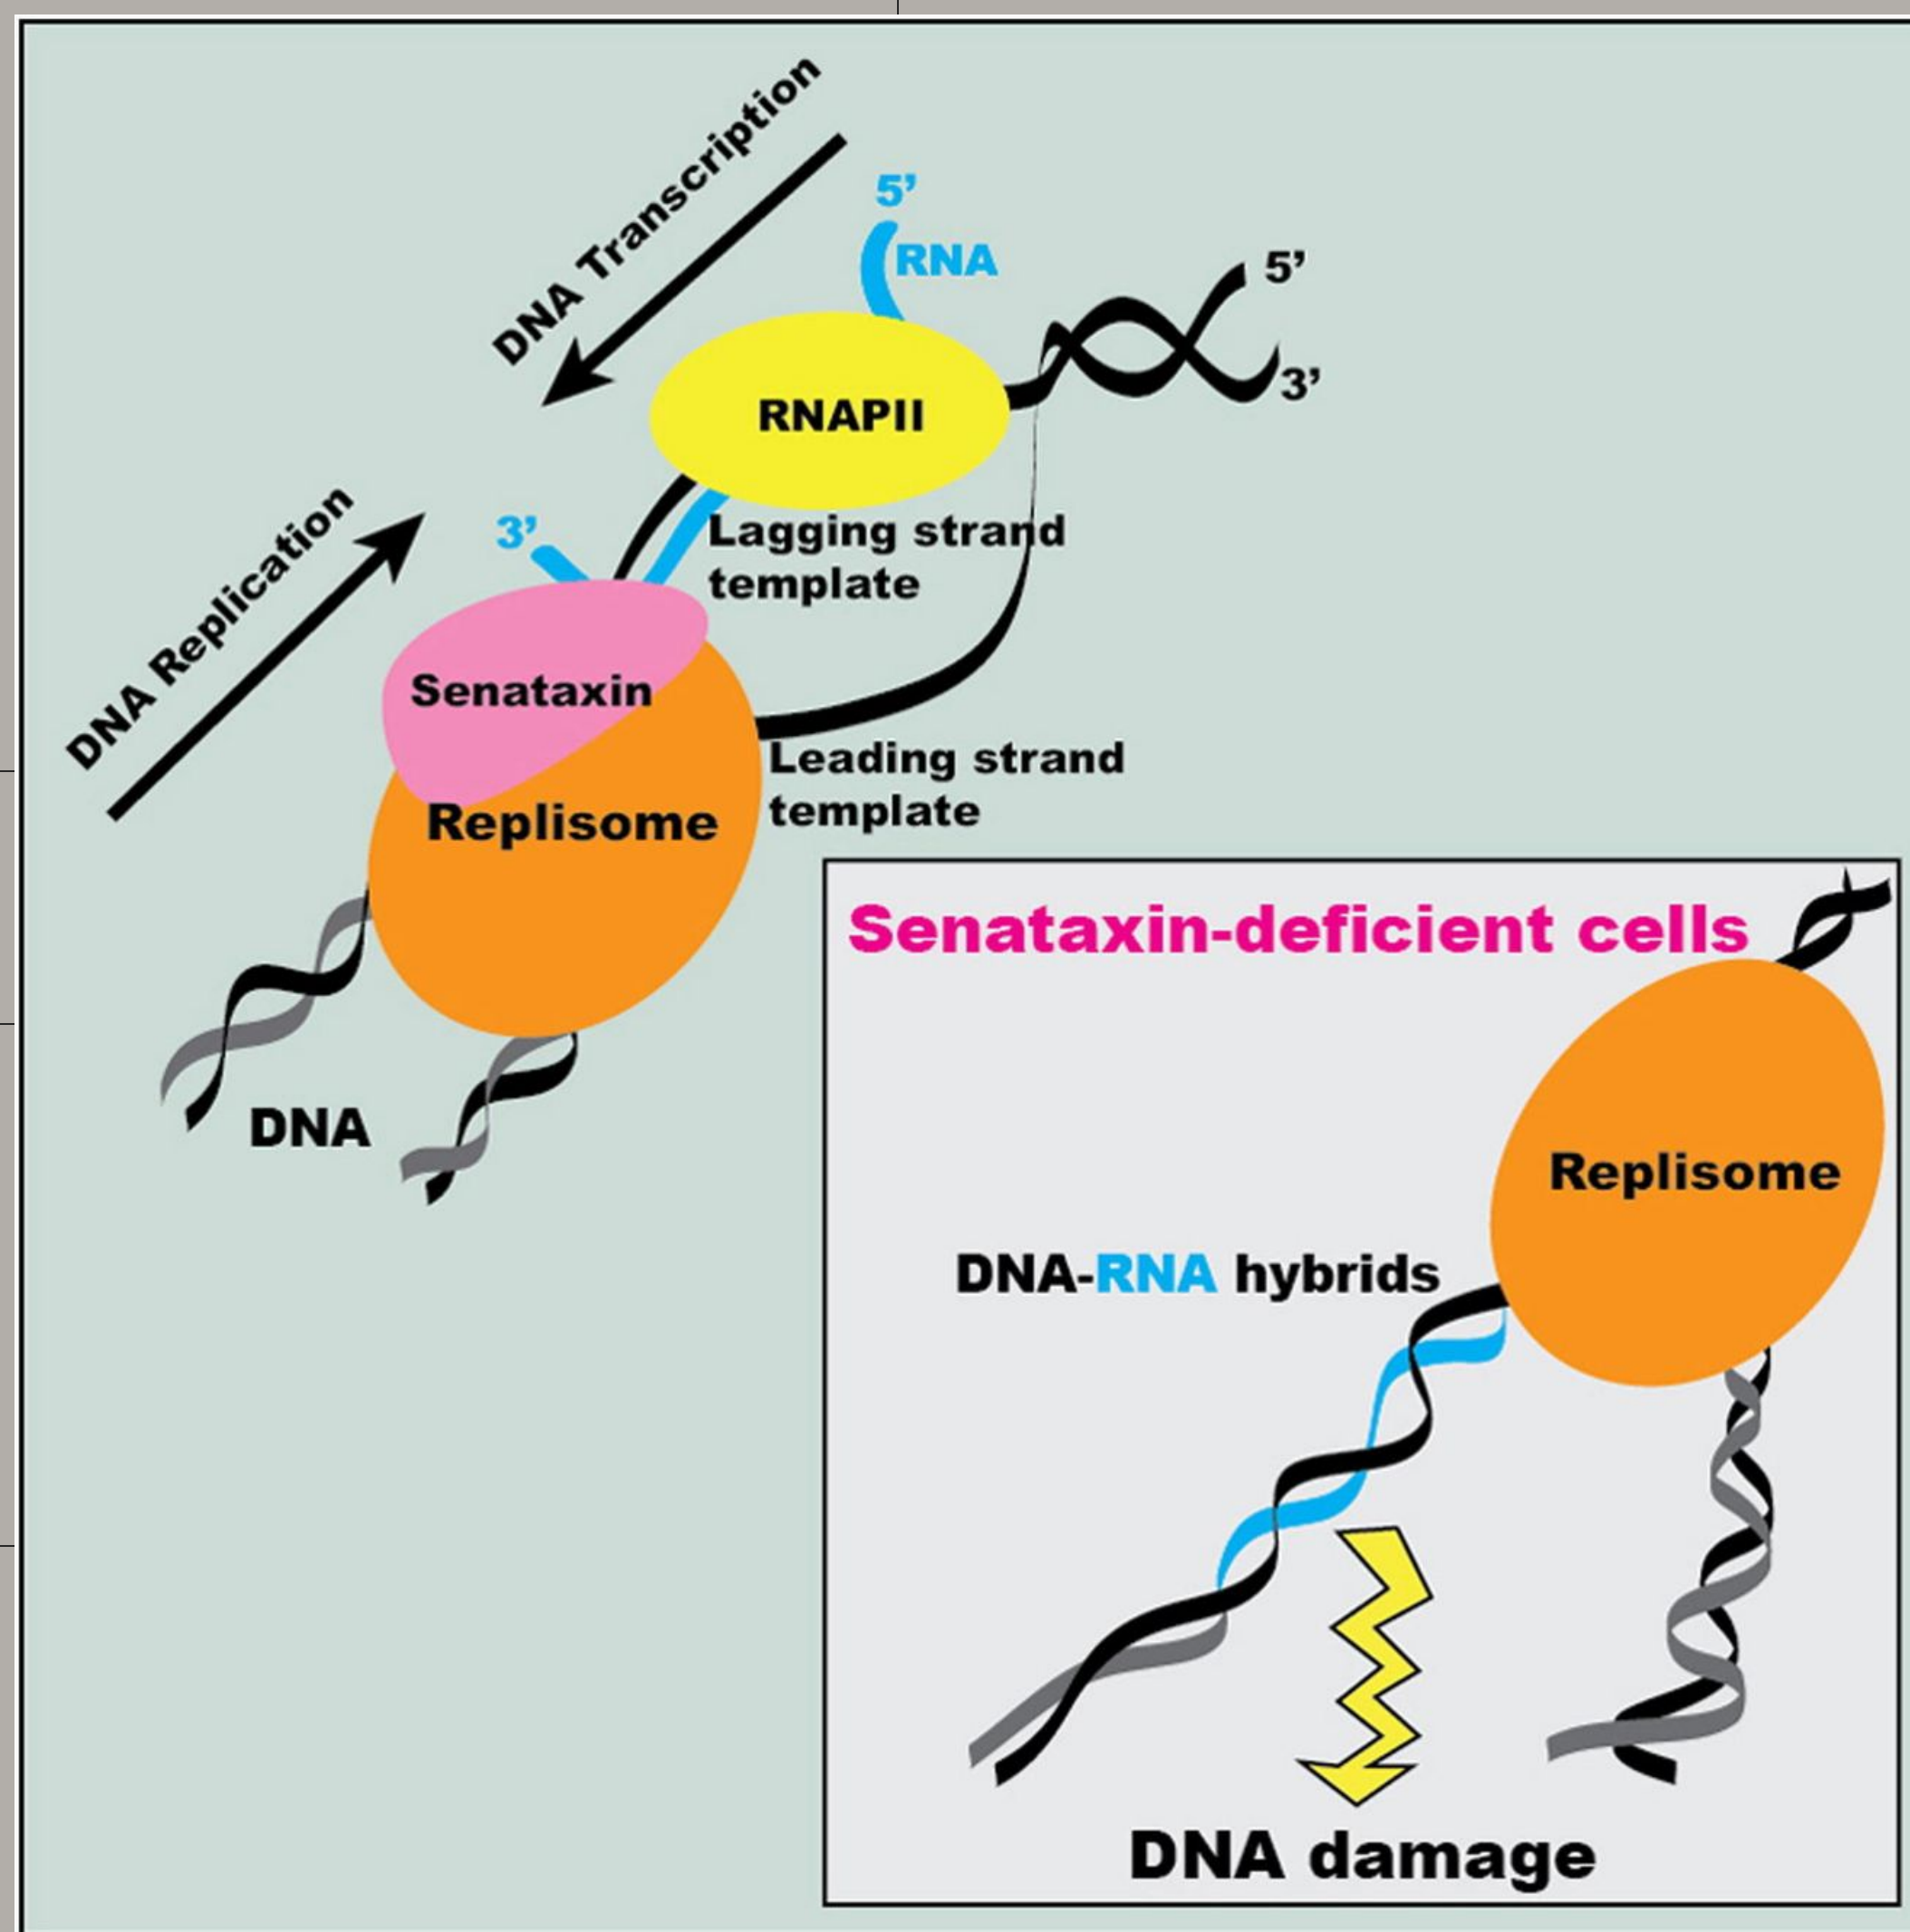 DNA Transcription
5’
RNA
5’
3’
RNAPII
DNA Replication
3’
Lagging strand
template
Senataxin
Leading strand
template
Replisome
DNA
Senataxin-deficient cells
Replisome
DNA-RNA hybrids
DNA damage